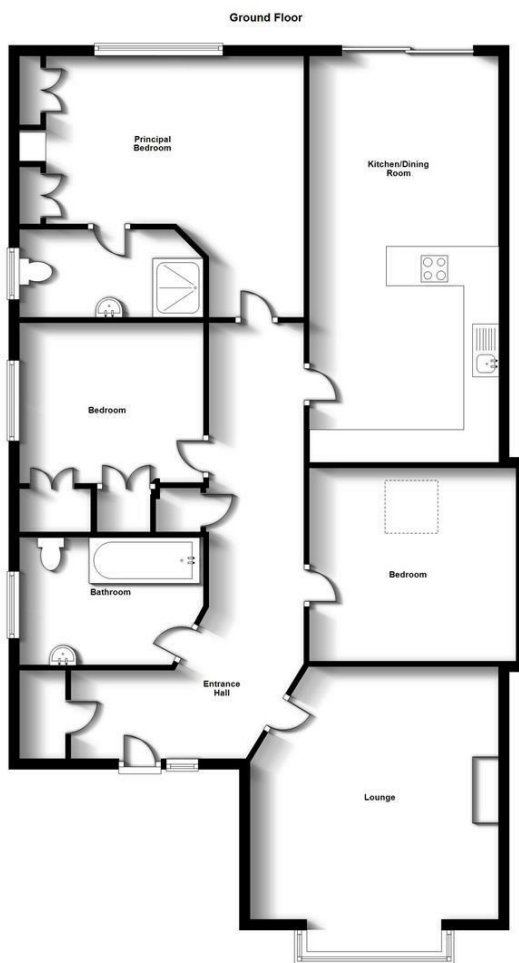 Ground Floor
Principal
Bedroom
Kitchen/Dining
Room
Bedroom
Bedroom
Bathroom
Entrance
Hall
Lounge